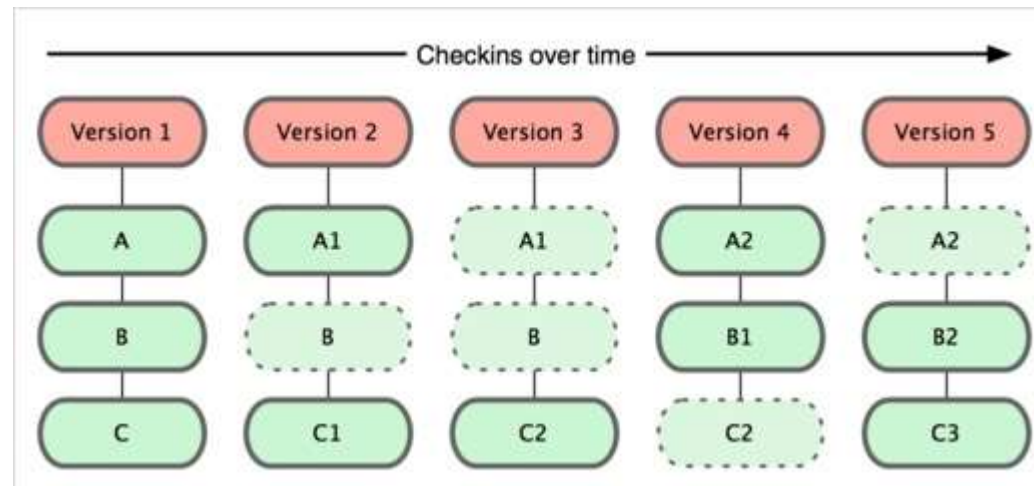 Checkins over time
Version 1 Version 2 Version 3 Version 4 Version 5
A A1 A1 A2 A2
B B B B1 B2
C C1 C2 C2 C3